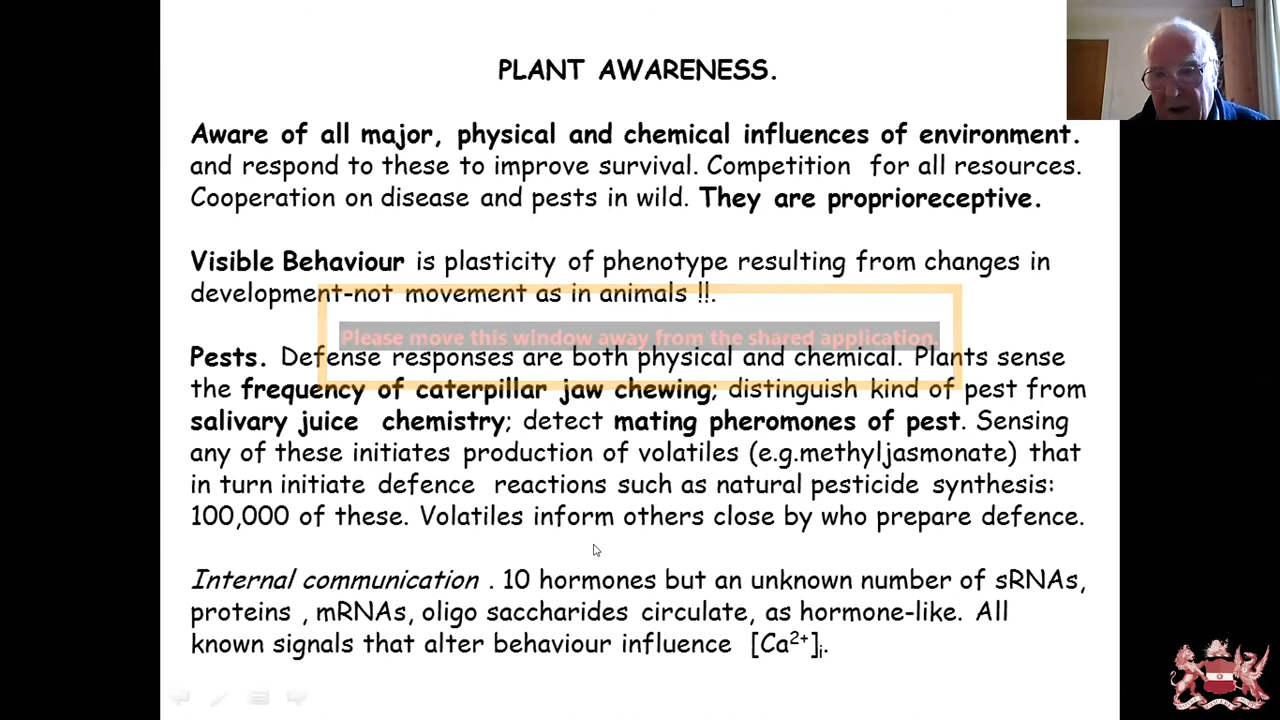 PLANT AWARENESS.
Aware of all major, physical and chemical influences of environment.
and respond to these to improve survival. Competition for all resources.
Cooperation on disease and pests in wild. They are proprioreceptive.
Visible Behaviour is plasticity of phenotype resulting from changes in
development-not movement as in animals !!.
Please move this window away from the shared application.
Pests. Defense responses are both physical and chemical. Plants sense
the frequency of caterpillar jaw chewing; distinguish kind of pest from
salivary juice chemistry; detect mating pheromones of pest. Sensing
any of these initiates production of volatiles (e.g.methyljasmonate) that
in turn initiate defence reactions such as natural pesticide synthesis:
100,000 of these. Volatiles inform others close by who prepare defence.
Internal communication . 10 hormones but an unknown number of sRNAs,
proteins , mRNAs, oligo saccharides circulate, as hormone-like. All
known signals that alter behaviour influence [Ca²⁺]ᵢ.